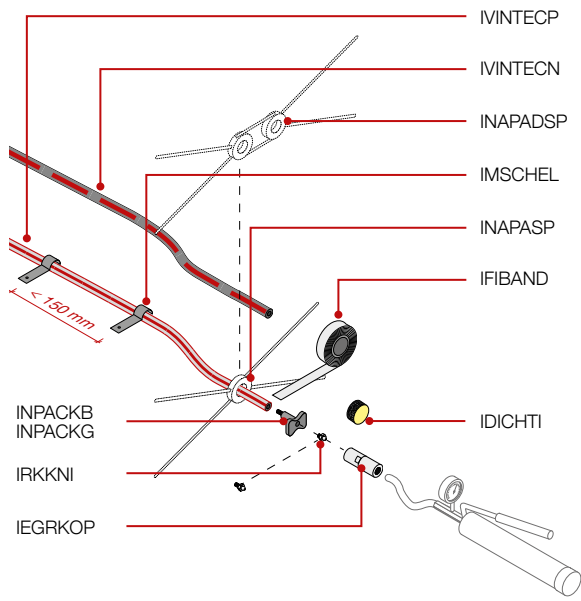 IVINTECP
IVINTECN
INAPADSP
IMSCHEL
INAPASP
IFIBAND
< 150 mm
INPACKB
INPACKG
IDICHTI
IRKKNI
IEGRKOP